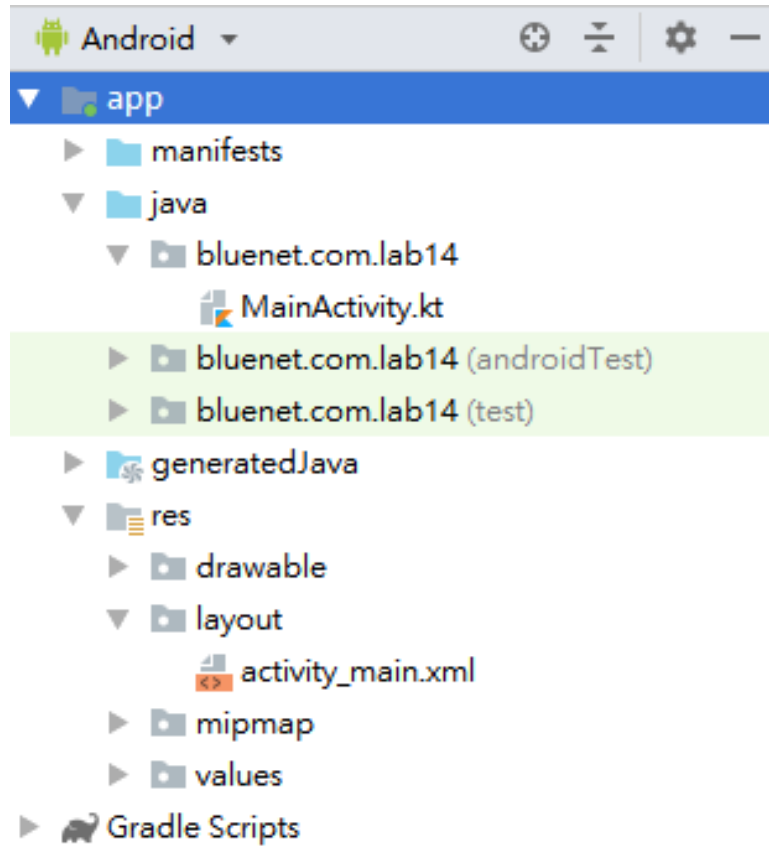 Android
app
manifests
java
bluenet.com.lab14
MainActivity.kt
bluenet.com.lab14 (androidTest)
bluenet.com.lab14 (test)
generatedJava
res
drawable
layout
activity_main.xml
mipmap
values
Gradle Scripts